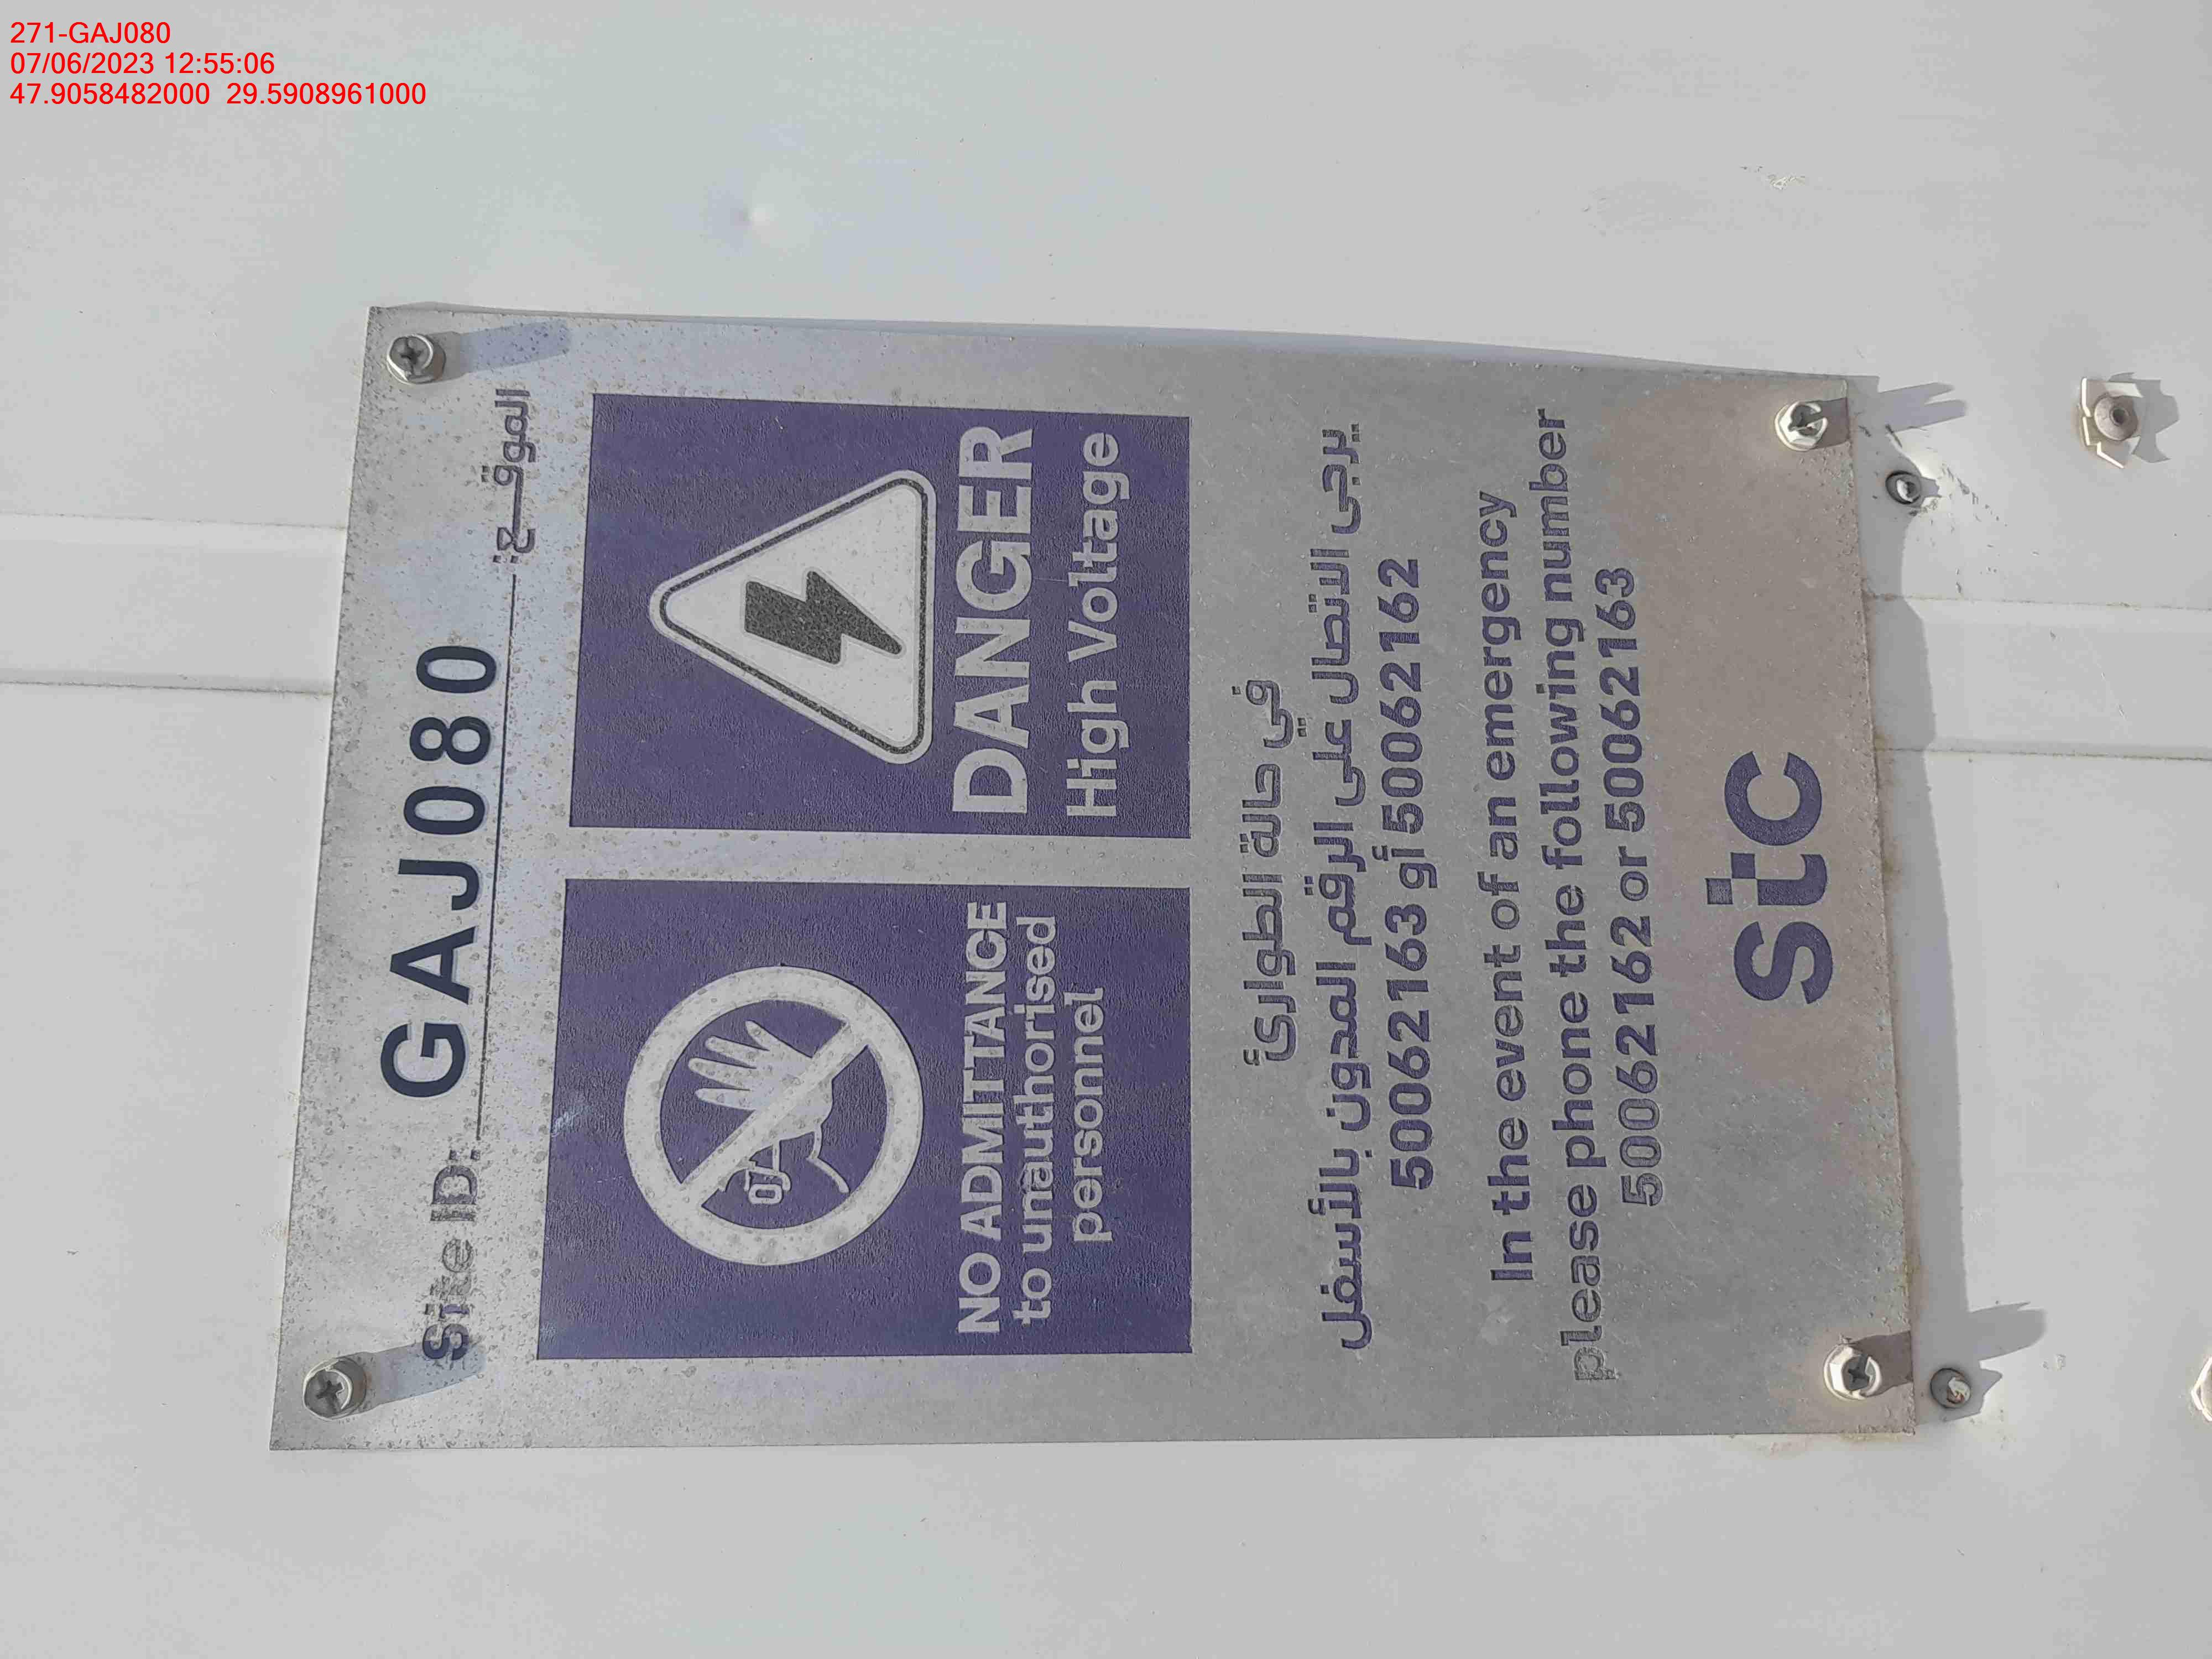 271-GAJ080
07/06/2023 12:55:06
47.9058482000 29.5908961000
Site ID: GAJ080 الموقع:
NO ADMITTANCE
to unauthorised
personnel
DANGER
High Voltage
في حالة الطوارئ
يرجى الاتصال على الرقم المدون بالأسفل
50062162 أو 50062163
In the event of an emergency
please phone the following number
50062162 or 50062163
stc